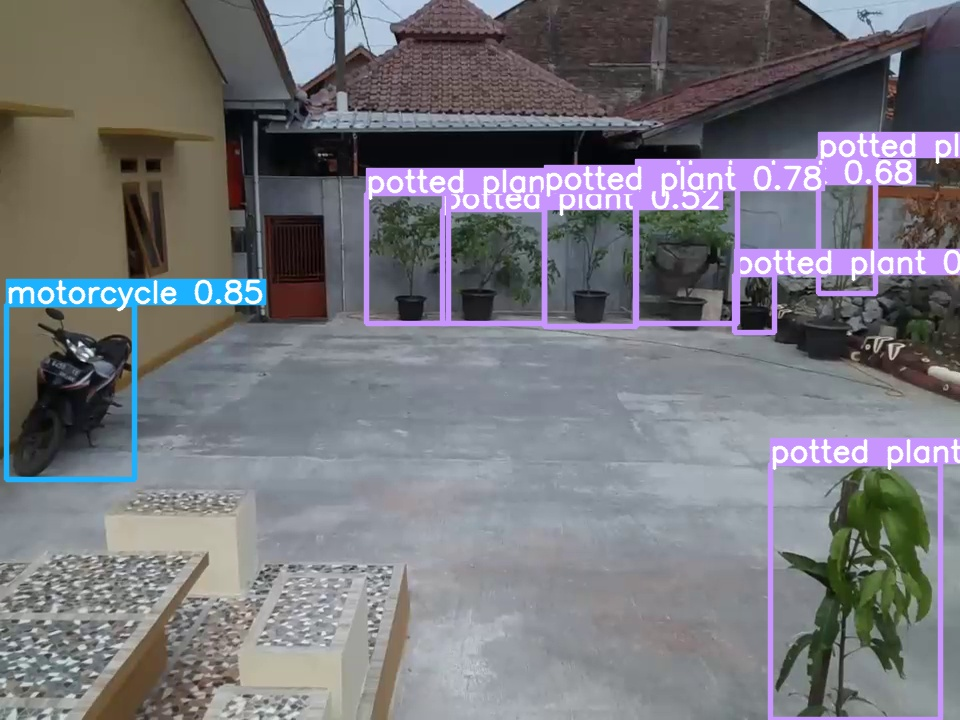 potted pl
0.68
potted plan
potted plant 0.78
potted plant 0.52
potted plant 0
motorcycle 0.85
potted plant